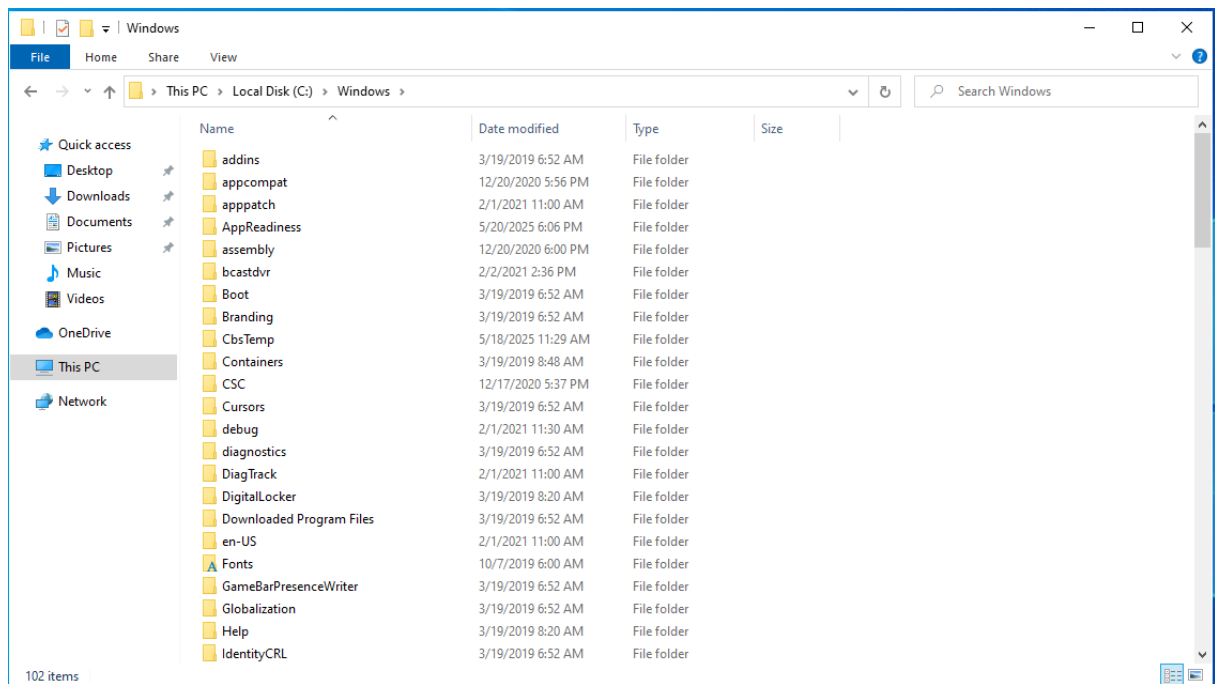 Windows
File Home Share View
This PC > Local Disk (C:) > Windows >
Search Windows
Quick access
Desktop
Downloads
Documents
Pictures
Music
Videos
OneDrive
This PC
Network
Name Date modified Type Size
addins 3/19/2019 6:52 AM File folder
appcompat 12/20/2020 5:56 PM File folder
apppatch 2/1/2021 11:00 AM File folder
AppReadiness 5/20/2025 6:06 PM File folder
assembly 12/20/2020 6:00 PM File folder
bcastdvr 2/2/2021 2:36 PM File folder
Boot 3/19/2019 6:52 AM File folder
Branding 3/19/2019 6:52 AM File folder
CbsTemp 5/18/2025 11:29 AM File folder
Containers 3/19/2019 8:48 AM File folder
CSC 12/17/2020 5:37 PM File folder
Cursors 3/19/2019 6:52 AM File folder
debug 2/1/2021 11:30 AM File folder
diagnostics 3/19/2019 6:52 AM File folder
DiagTrack 2/1/2021 11:00 AM File folder
DigitalLocker 3/19/2019 8:20 AM File folder
Downloaded Program Files 3/19/2019 6:52 AM File folder
en-US 2/1/2021 11:00 AM File folder
Fonts 10/7/2019 6:00 AM File folder
GameBarPresenceWriter 3/19/2019 6:52 AM File folder
Globalization 3/19/2019 6:52 AM File folder
Help 3/19/2019 8:20 AM File folder
IdentityCRL 3/19/2019 6:52 AM File folder
102 items